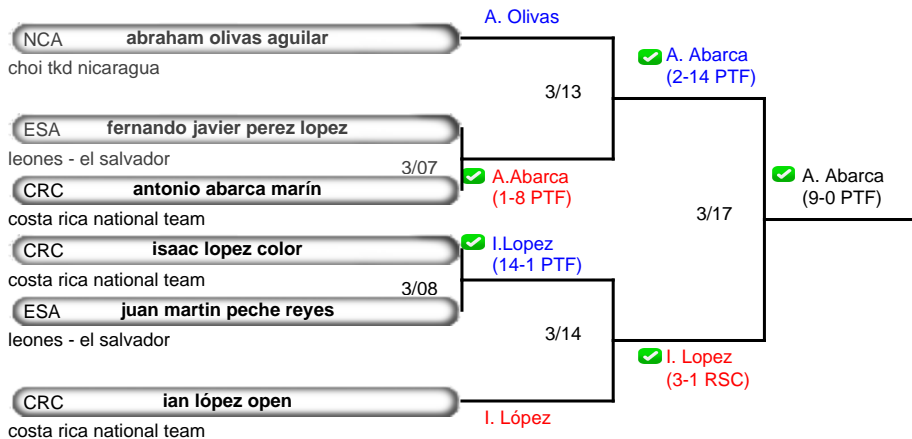 A. Olivas
NCA abraham olivas aguilar
choi tkd nicaragua
A. Abarca
(2-14 PTF)
3/13
ESA fernando javier perez lopez
leones - el salvador
3/07
CRC antonio abarca marín
costa rica national team
A.Abarca
(1-8 PTF)
A. Abarca
(9-0 PTF)
3/17
CRC isaac lopez color
costa rica national team
I.Lopez
(14-1 PTF)
3/08
ESA juan martin peche reyes
leones - el salvador
3/14
I. Lopez
(3-1 RSC)
CRC ian lópez open
costa rica national team
I. López